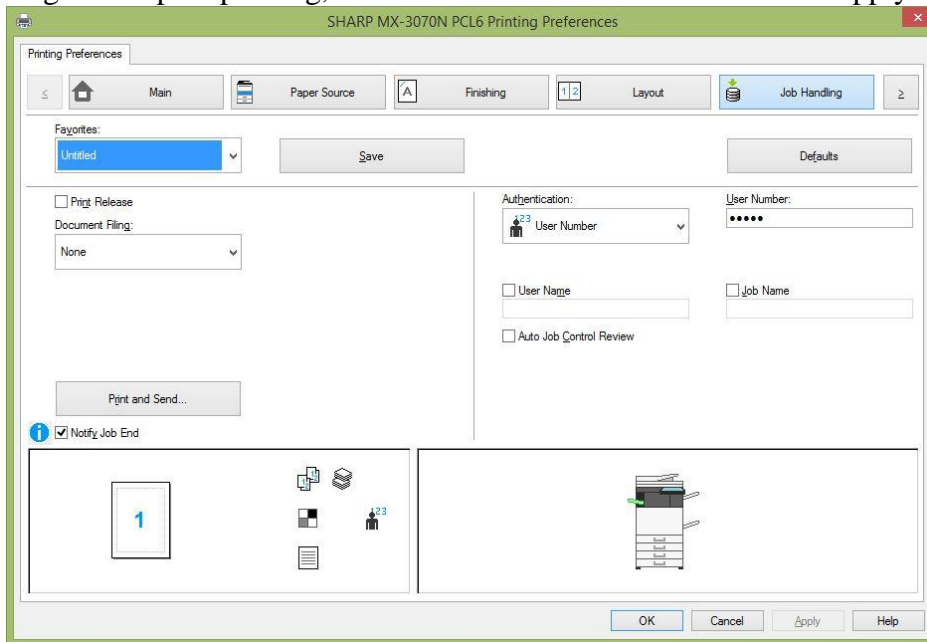 SHARP MX-3070N PCL6 Printing Preferences
Printing Preferences
Main
Paper Source
Finishing
Layout
Job Handling
Favorites:
Untitled
Save
Defaults
Print Release
Document Filing:
None
Authentication:
User Number
User Number:
User Name
Job Name
Auto Job Control Review
Print and Send...
Notify Job End
1
123
OK
Cancel
Apply
Help